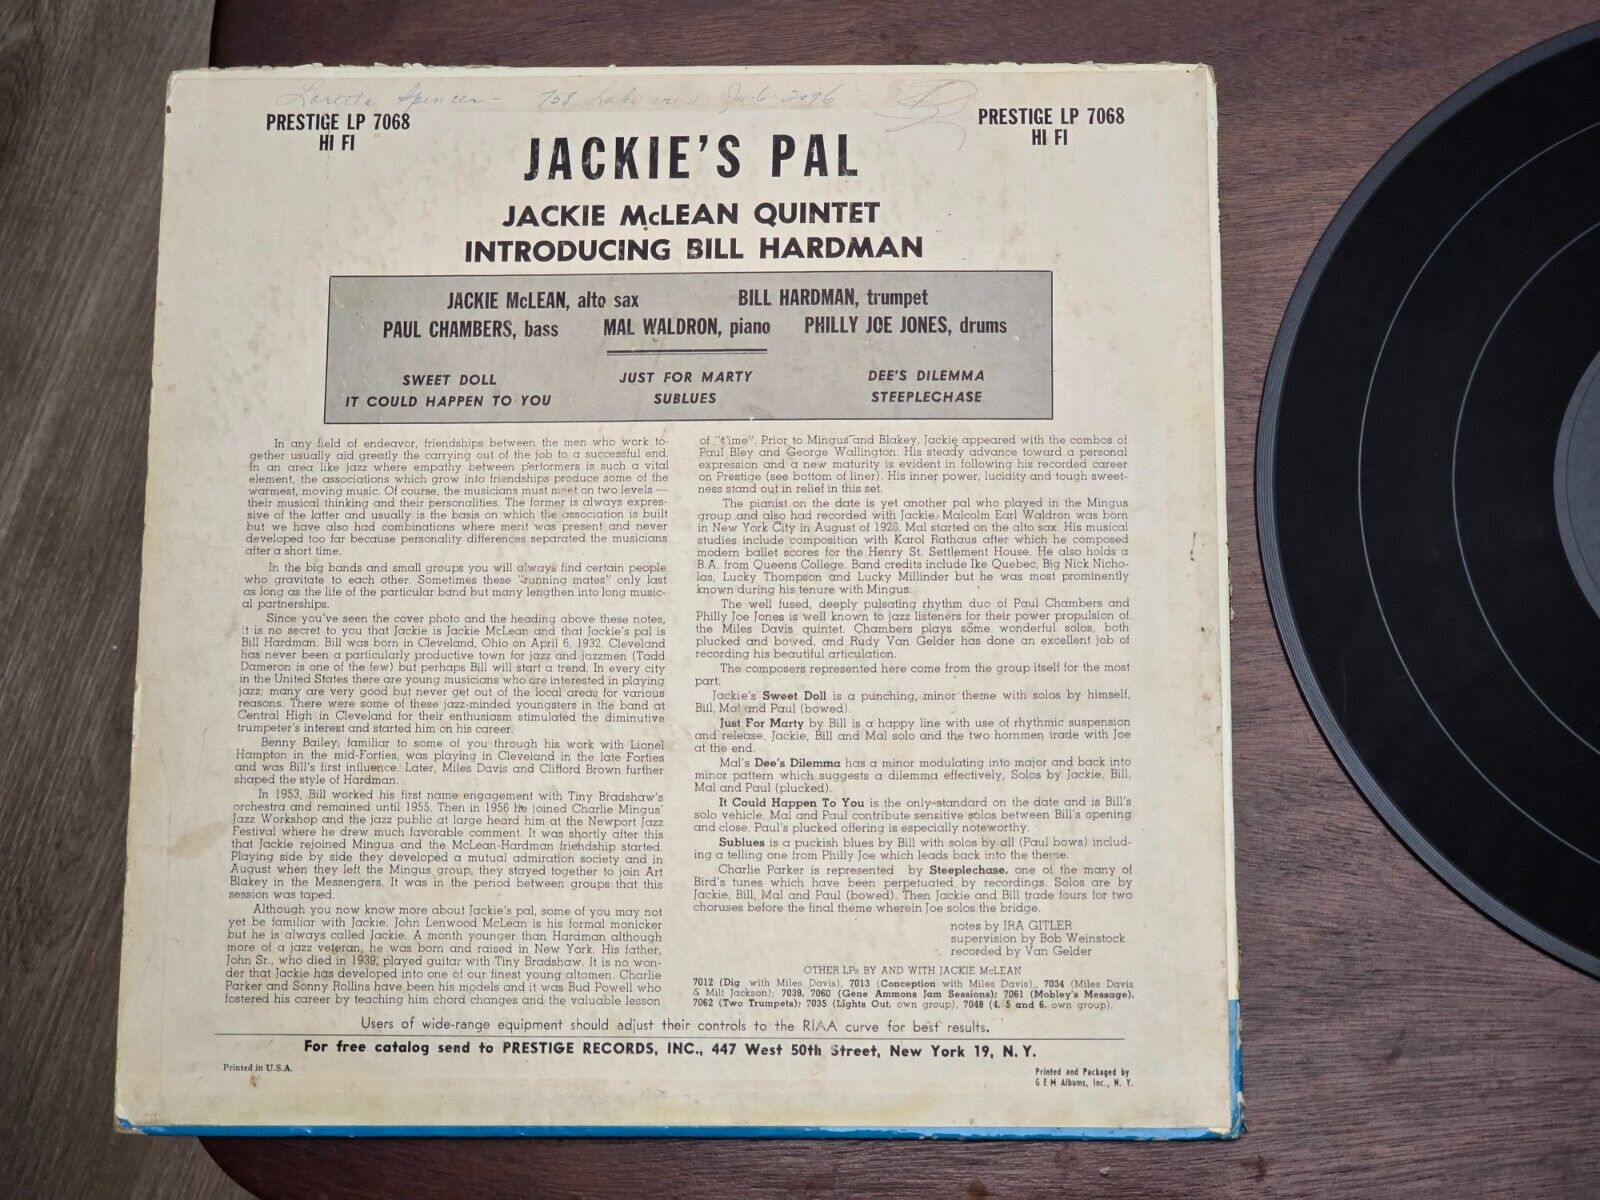 Loretta Spencer - 708 Lake
PRESTIGE LP 7068
HI FI
PRESTIGE LP 7068
HI FI
JACKIE'S PAL
JACKIE McLEAN QUINTET
INTRODUCING BILL HARDMAN
JACKIE McLEAN, alto sax BILL HARDMAN, trumpet
PAUL CHAMBERS, bass MAL WALDRON, piano PHILLY JOE JONES, drums
SWEET DOLL JUST FOR MARTY DEE'S DILEMMA
IT COULD HAPPEN TO YOU SUBLUES STEEPLECHASE
In any field of endeavor, friendships between the men who work to-
gether usually aid greatly the carrying out of the job to a successful end.
In an area like jazz where empathy between performers is such a vital
element, the associations which grow into friendships produce some of the
warmest, moving music. Of course, the musicians must meet on two levels —
their musical thinking and their personalities. The former is always expres-
sive of the latter and usually is the basis on which the association is built
but we have also had combinations where merit was present and never
developed too far because personality differences separated the musicians
after a short time.
In the big bands and small groups you will always find certain people
who gravitate to each other. Sometimes these "running mates" only last
as long as the life of the particular band but many lengthen into long music-
al partnerships.
Since you've seen the cover photo and the heading above these notes,
it is no secret to you that Jackie is Jackie McLean and that Jackie's pal is
Bill Hardman. Bill was born in Cleveland, Ohio on April 6, 1932. Cleveland
has never been a particularly productive town for jazz and jazzmen (Tadd
Dameron is one of the few) but perhaps Bill will start a trend. In every city
in the United States there are young musicians who are interested in playing
jazz; many are very good but never get out of the local areas for various
reasons. There were some of these jazz-minded youngsters in the band at
Central High in Cleveland for their enthusiasm stimulated the diminutive
trumpeter's interest and started him on his career.
Benny Bailey, familiar to some of you through his work with Lionel
Hampton in the mid-Forties, was playing in Cleveland in the late Forties
and was Bill's first influence. Later, Miles Davis and Clifford Brown further
shaped the style of Hardman.
In 1953, Bill worked his first name engagement with Tiny Bradshaw's
orchestra and remained until 1955. Then in 1956 he joined Charlie Mingus'
Jazz Workshop and the jazz public at large heard him at the Newport Jazz
Festival where he drew much favorable comment. It was shortly after this
that Jackie rejoined Mingus and the McLean-Hardman friendship started.
Playing side by side they developed a mutual admiration society and in
August when they left the Mingus group, they stayed together to join Art
Blakey in the Messengers. It was in the period between groups that this
session was taped.
Although you now know more about Jackie's pal, some of you may not
yet be familiar with Jackie. John Lenwood McLean is his formal monicker
but he is always called Jackie. A month younger than Hardman although
more of a jazz veteran, he was born and raised in New York. His father,
John Sr., who died in 1939, played guitar with Tiny Bradshaw. It is no won-
der that Jackie has developed into one of our finest young altomen. Charlie
Parker and Sonny Rollins have been his models and it was Bud Powell who
fostered his career by teaching him chord changes and the valuable lesson
of "time". Prior to Mingus and Blakey, Jackie appeared with the combos of
Paul Bley and George Wallington. His steady advance toward a personal
expression and a new maturity is evident in following his recorded career
on Prestige (see bottom of liner). His inner power, lucidity and tough sweet-
ness stand out in relief in this set.
The pianist on the date is yet another pal who played in the Mingus
group and also had recorded with Jackie. Malcolm Earl Waldron was born
in New York City in August of 1926. Mal started on the alto sax. His musical
studies include composition with Karol Rathaus after which he composed
modern ballet scores for the Henry St. Settlement House. He also holds a
B.A. from Queens College. Band credits include Ike Quebec, Big Nick Nicho-
las, Lucky Thompson and Lucky Millinder but he was most prominently
known during his tenure with Mingus.
The well fused, deeply pulsating rhythm duo of Paul Chambers and
Philly Joe Jones is well known to jazz listeners for their power propulsion of
the Miles Davis quintet. Chambers plays some wonderful solos, both
plucked and bowed, and Rudy Van Gelder has done an excellent job of
recording his beautiful articulation.
The composers represented here come from the group itself for the most
part.
Jackie's Sweet Doll is a punching, minor theme with solos by himself,
Bill, Mal and Paul (bowed).
Just For Marty by Bill is a happy line with use of rhythmic suspension
and release. Jackie, Bill and Mal solo and the two hornmen trade with Joe
at the end.
Mal's Dee's Dilemma has a minor modulating into major and back into
minor pattern which suggests a dilemma effectively, Solos by Jackie, Bill,
Mal and Paul (plucked).
It Could Happen To You is the only standard on the date and is Bill's
solo vehicle. Mal and Paul contribute sensitive solos between Bill's opening
and close. Paul's plucked offering is especially noteworthy.
Sublues is a puckish blues by Bill with solos by all (Paul bows) includ-
ing a telling one from Philly Joe which leads back into the theme.
Charlie Parker is represented by Steeplechase, one of the many of
Bird's tunes which have been perpetuated by recordings. Solos are by
Jackie, Bill, Mal and Paul (bowed). Then Jackie and Bill trade fours for two
choruses before the final theme wherein Joe solos the bridge.
notes by IRA GITLER
supervision by Bob Weinstock
recorded by Van Gelder
OTHER LPs BY AND WITH JACKIE McLEAN
7012 (Dig with Miles Davis), 7013 (Conception with Miles Davis), 7034 (Miles Davis
& Milt Jackson); 7039, 7060 (Gene Ammons Jam Sessions); 7061 (Mobley's Message),
7062 (Two Trumpets); 7035 (Lights Out, own group), 7048 (4, 5 and 6, own group).
Users of wide-range equipment should adjust their controls to the RIAA curve for best results.
For free catalog send to PRESTIGE RECORDS, INC., 447 West 50th Street, New York 19, N. Y.
Printed in U.S.A.
Printed and Packaged by
G E M Albums, Inc., N. Y.